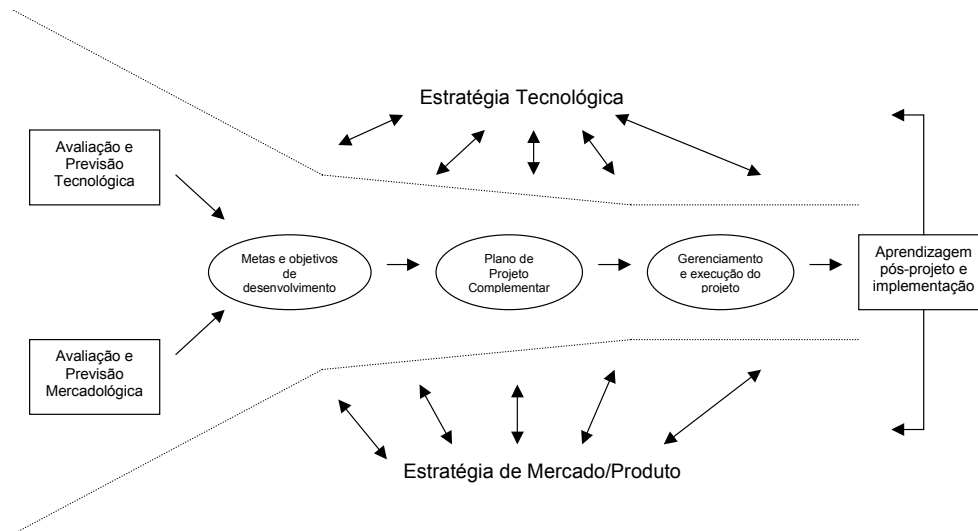 Estratégia Tecnológica
Avaliação e
Previsão
Tecnológica
Metas e objetivos
de
desenvolvimento
Plano de
Projeto
Complementar
Gerenciamento
e execução do
projeto
Aprendizagem
pós-projeto e
implementação
Avaliação e
Previsão
Mercadológica
Estratégia de Mercado/Produto